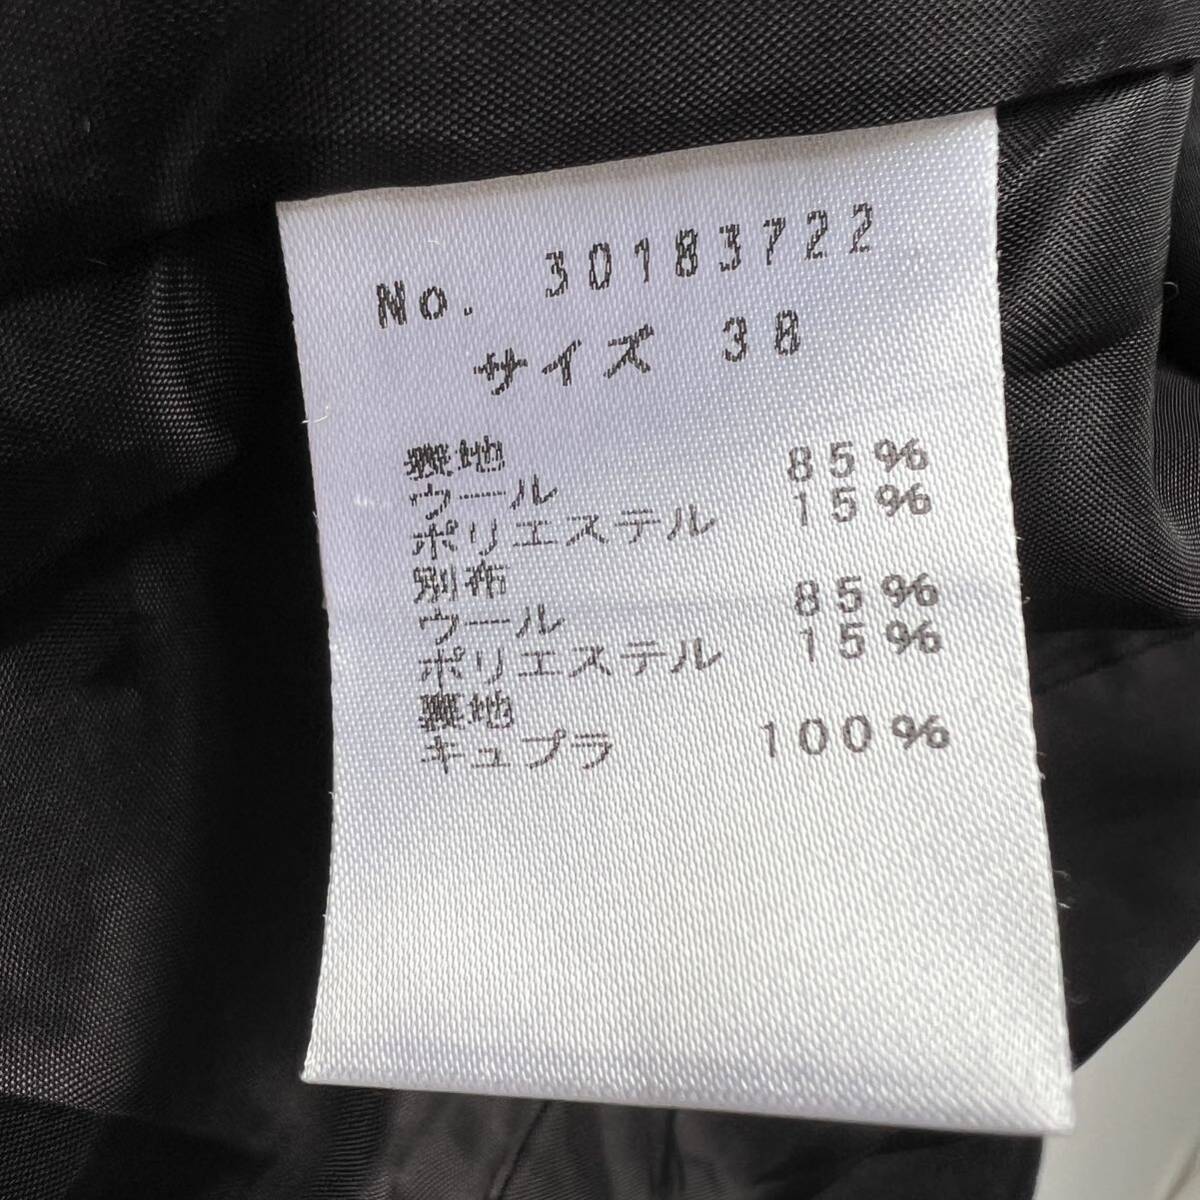 No. 30183722
サイズ 38
表地
ウール 85%
ポリエステル 15%
別布
ウール 85%
ポリエステル 15%
裏地
キュプラ 100%